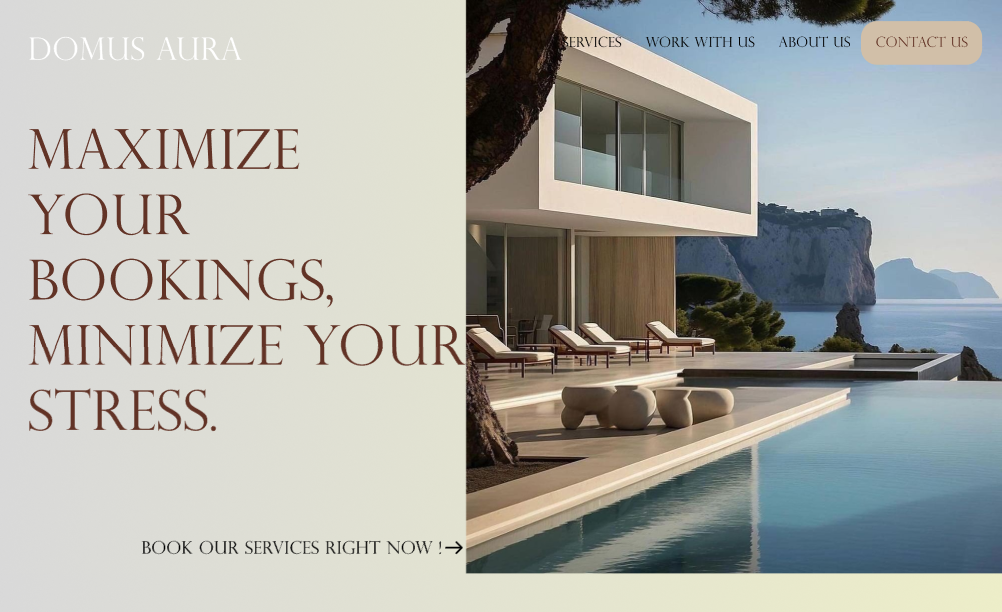 DOMUS AURA
SERVICES WORK WITH US ABOUT US CONTACT US
MAXIMIZE
YOUR
BOOKINGS,
MINIMIZE YOUR
STRESS.
BOOK OUR SERVICES RIGHT NOW !→